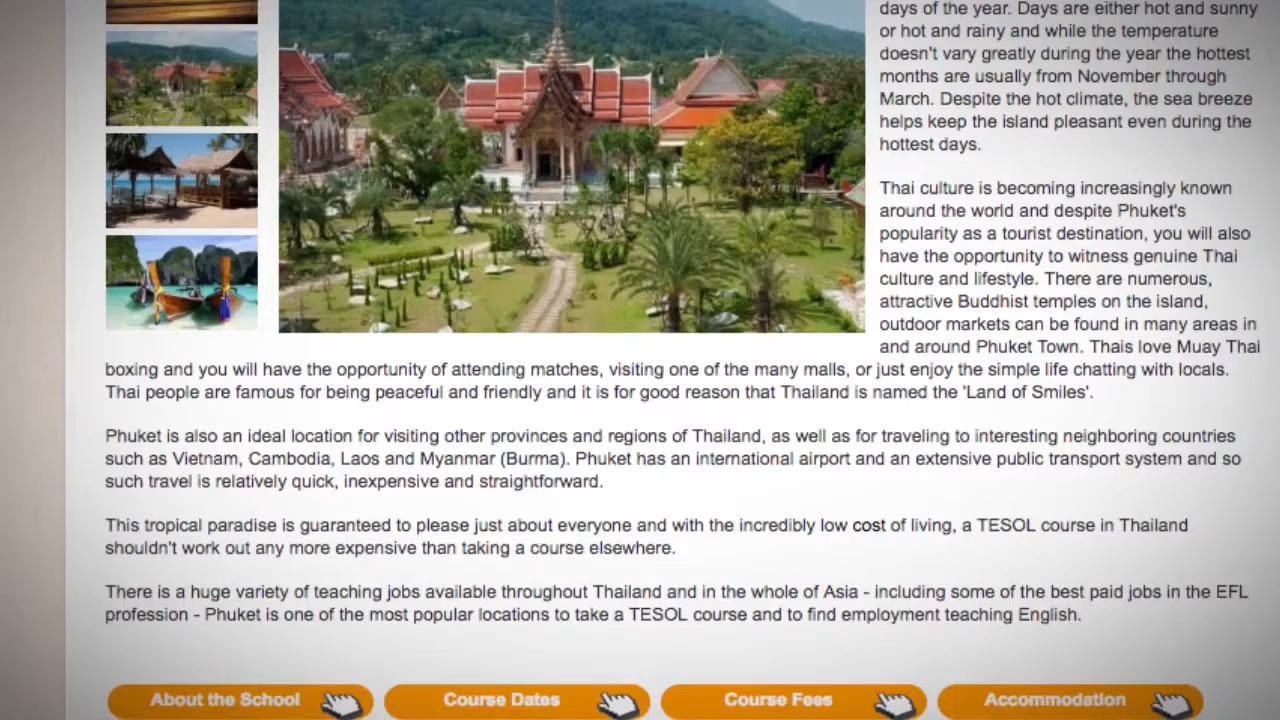 days of the year. Days are either hot and sunny
or hot and rainy and while the temperature
doesn't vary greatly during the year the hottest
months are usually from November through
March. Despite the hot climate, the sea breeze
helps keep the island pleasant even during the
hottest days.
Thai culture is becoming increasingly known
around the world and despite Phuket's
popularity as a tourist destination, you will also
have the opportunity to witness genuine Thai
culture and lifestyle. There are numerous,
attractive Buddhist temples on the island,
outdoor markets can be found in many areas in
and around Phuket Town. Thais love Muay Thai
boxing and you will have the opportunity of attending matches, visiting one of the many malls, or just enjoy the simple life chatting with locals.
Thai people are famous for being peaceful and friendly and it is for good reason that Thailand is named the 'Land of Smiles'.
Phuket is also an ideal location for visiting other provinces and regions of Thailand, as well as for traveling to interesting neighboring countries
such as Vietnam, Cambodia, Laos and Myanmar (Burma). Phuket has an international airport and an extensive public transport system and so
such travel is relatively quick, inexpensive and straightforward.
This tropical paradise is guaranteed to please just about everyone and with the incredibly low cost of living, a TESOL course in Thailand
shouldn't work out any more expensive than taking a course elsewhere.
There is a huge variety of teaching jobs available throughout Thailand and in the whole of Asia - including some of the best paid jobs in the EFL
profession - Phuket is one of the most popular locations to take a TESOL course and to find employment teaching English.
About the School
Course Dates
Course Fees
Accommodation